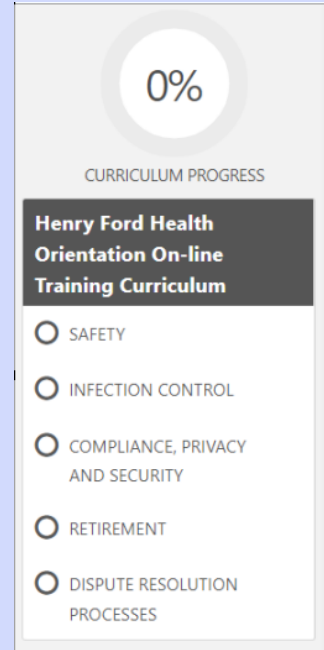 0%
CURRICULUM PROGRESS
Henry Ford Health
Orientation On-line
Training Curriculum
SAFETY
INFECTION CONTROL
COMPLIANCE, PRIVACY
AND SECURITY
RETIREMENT
DISPUTE RESOLUTION
PROCESSES